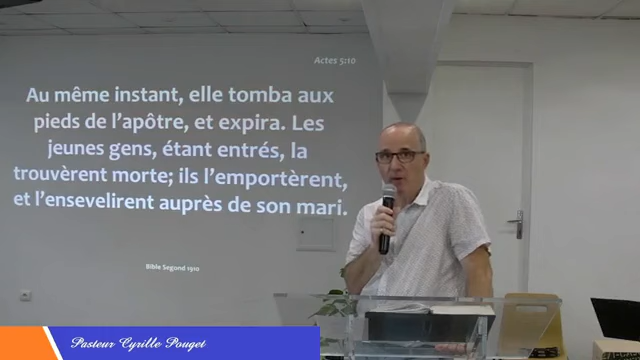 Actes 5:10
Au même instant, elle tomba aux
pieds de l'apôtre, et expira. Les
jeunes gens, étant entrés, la
trouvèrent morte; ils l'emportèrent,
et l'ensevelirent auprès de son mari.
Bible Segond 1910
Pasteur Cyrille Pouget